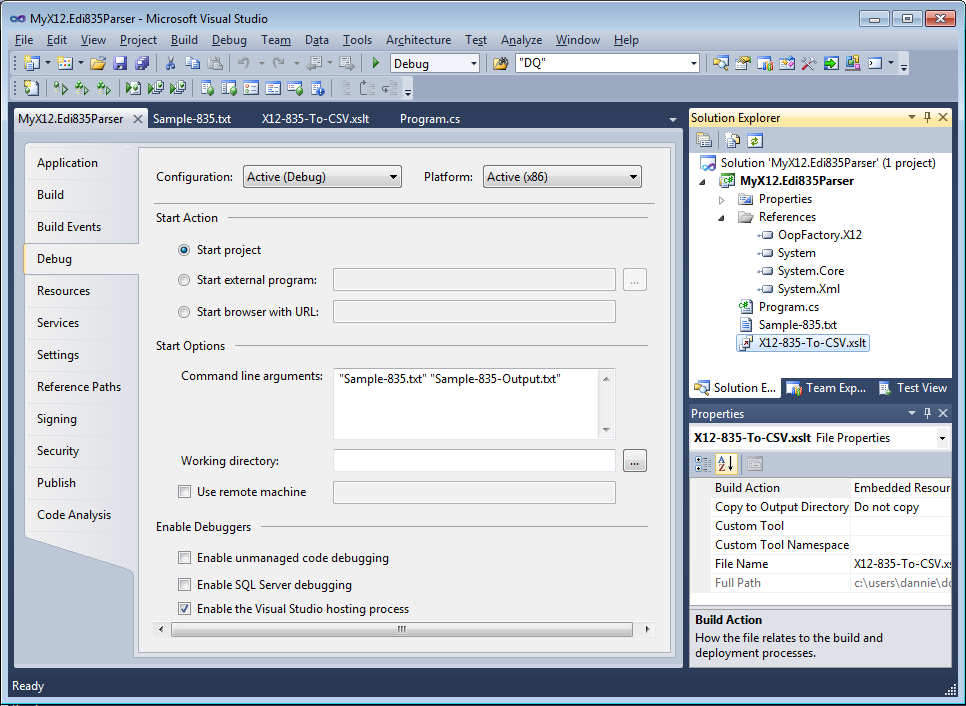 MyX12.Edi835Parser - Microsoft Visual Studio
File Edit View Project Build Debug Team Data Tools Architecture Test Analyze Window Help
Debug "DQ"
MyX12.Edi835Parser Sample-835.txt X12-835-To-CSV.xslt Program.cs
Application
Build
Build Events
Debug
Resources
Services
Settings
Reference Paths
Signing
Security
Publish
Code Analysis
Configuration: Active (Debug) Platform: Active (x86)
Start Action
Start project
Start external program: ...
Start browser with URL:
Start Options
Command line arguments: "Sample-835.txt" "Sample-835-Output.txt"
Working directory: ...
Use remote machine
Enable Debuggers
Enable unmanaged code debugging
Enable SQL Server debugging
Enable the Visual Studio hosting process
Solution Explorer
Solution 'MyX12.Edi835Parser' (1 project)
MyX12.Edi835Parser
Properties
References
OopFactory.X12
System
System.Core
System.Xml
Program.cs
Sample-835.txt
X12-835-To-CSV.xslt
Solution E... Team Exp... Test View
Properties
X12-835-To-CSV.xslt File Properties
Build Action Embedded Resour
Copy to Output Directory Do not copy
Custom Tool
Custom Tool Namespace
File Name X12-835-To-CSV.xs
Full Path c:\users\dannie\do
Build Action
How the file relates to the build and
deployment processes.
Ready